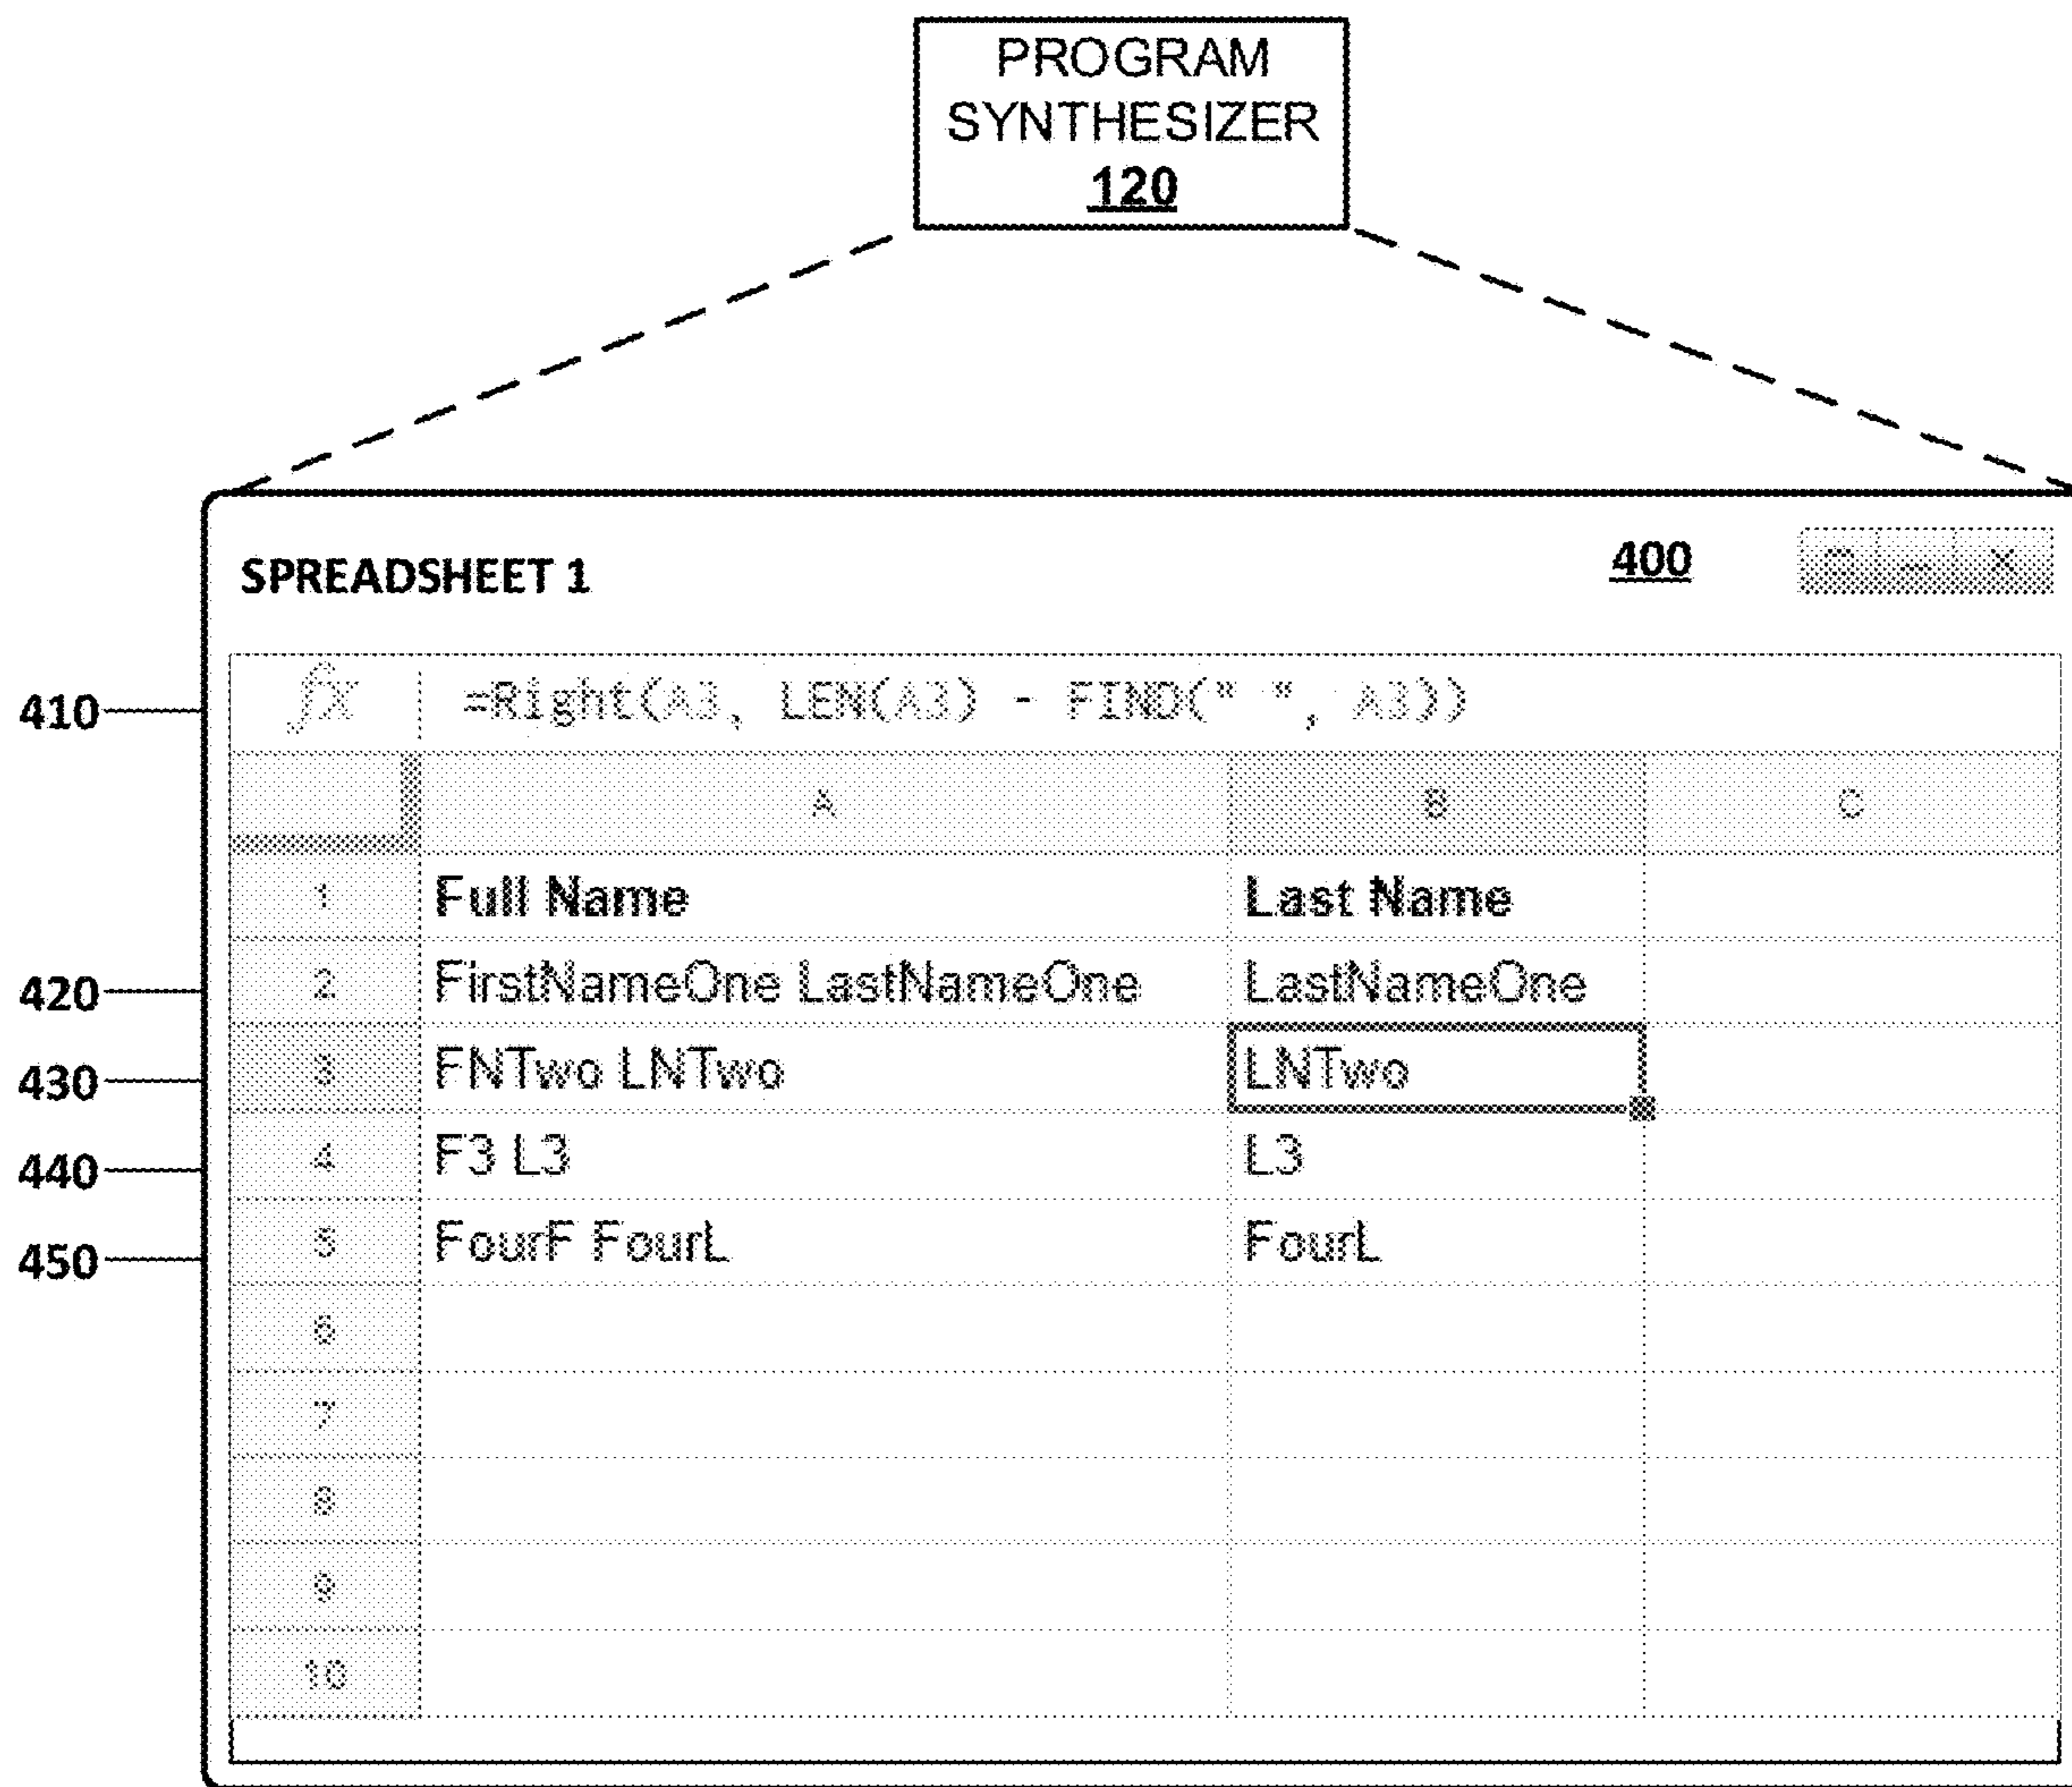 PROGRAM
SYNTHESIZER
120
SPREADSHEET 1 400
410 fx =Right(A3, LEN(A3) - FIND(" ", A3))
A B C
1 Full Name Last Name
420 2 FirstNameOne LastNameOne LastNameOne
430 3 FNTwo LNTwo LNTwo
440 4 F3 L3 L3
450 5 FourF FourL FourL
6
7
8
9
10